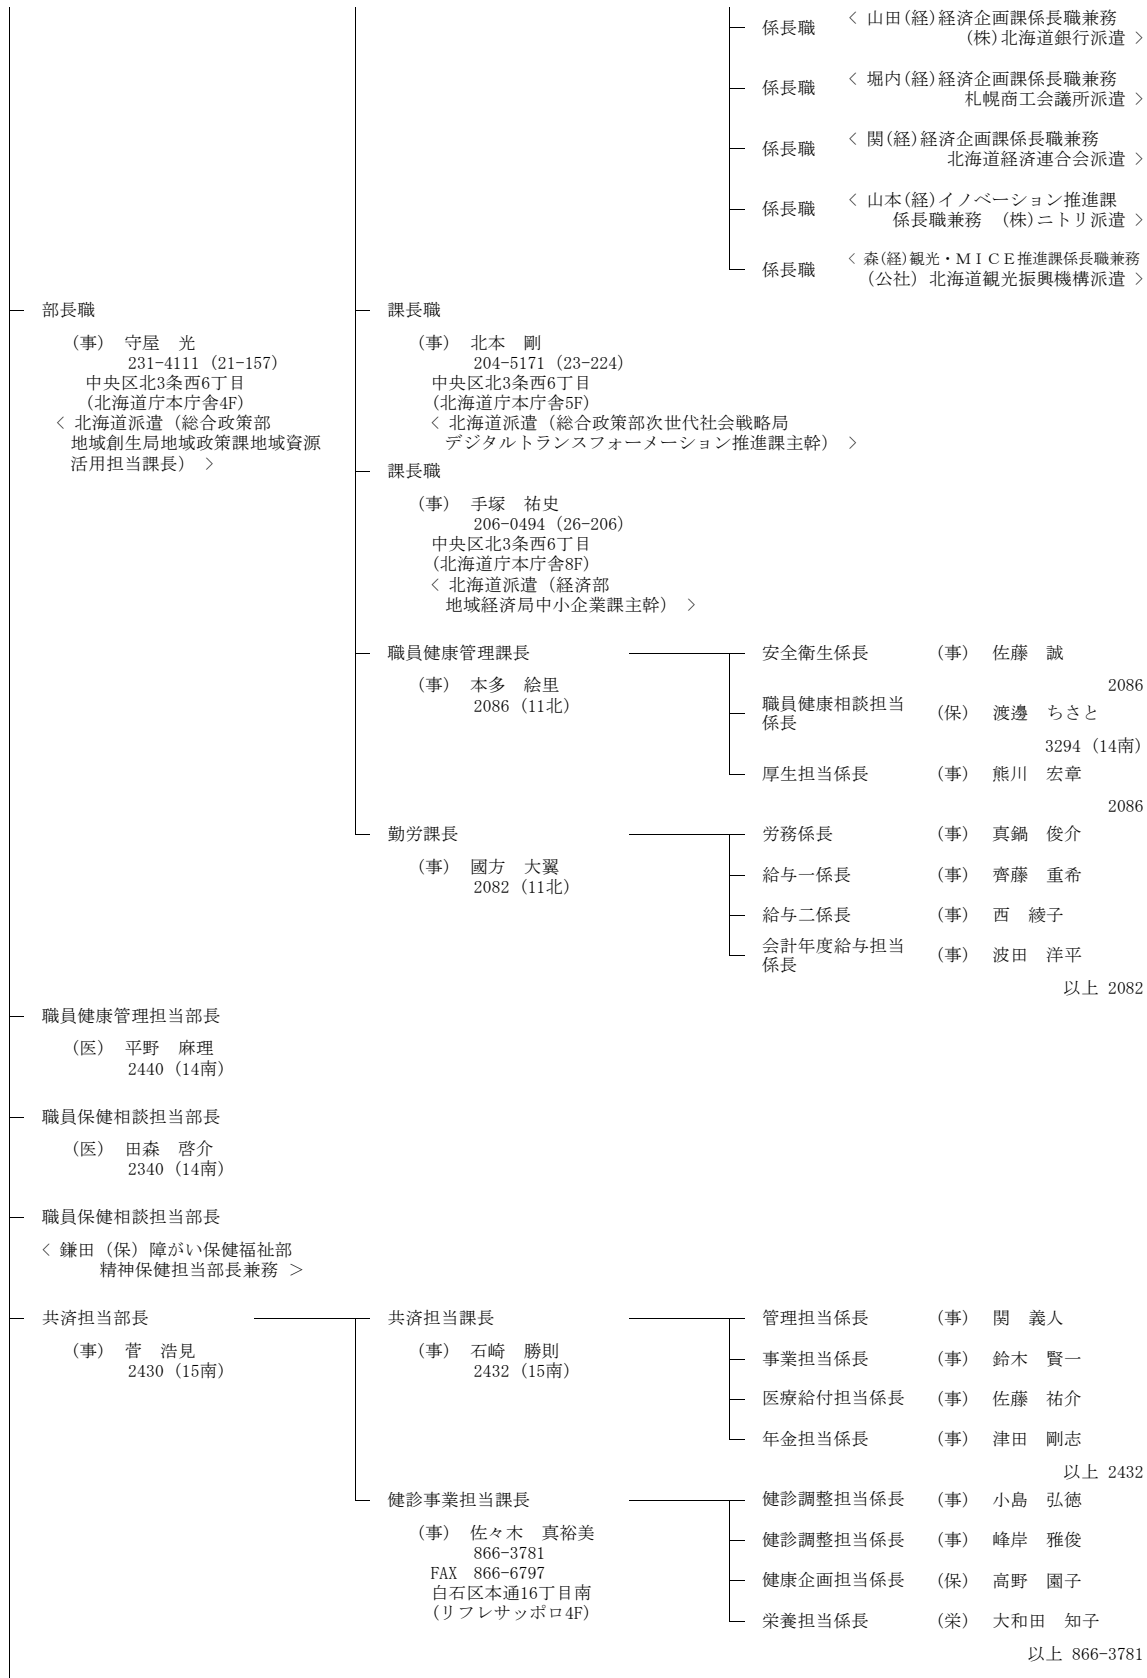 係長職 〈 山田(経)経済企画課係長職兼務
(株)北海道銀行派遣 〉
係長職 〈 堀内(経)経済企画課係長職兼務
札幌商工会議所派遣 〉
係長職 〈 関(経)経済企画課係長職兼務
北海道経済連合会派遣 〉
係長職 〈 山本(経)イノベーション推進課
係長職兼務 (株)ニトリ派遣 〉
係長職 〈 森(経)観光・MICE推進課係長職兼務
(公社) 北海道観光振興機構派遣 〉
部長職
(事) 守屋 光
231-4111 (21-157)
中央区北3条西6丁目
(北海道庁本庁舎4F)
〈 北海道派遣 (総合政策部
地域創生局地域政策課地域資源
活用担当課長) 〉
課長職
(事) 北本 剛
204-5171 (23-224)
中央区北3条西6丁目
(北海道庁本庁舎5F)
〈 北海道派遣 (総合政策部次世代社会戦略局
デジタルトランスフォーメーション推進課主幹) 〉
課長職
(事) 手塚 祐史
206-0494 (26-206)
中央区北3条西6丁目
(北海道庁本庁舎8F)
〈 北海道派遣 (経済部
地域経済局中小企業課主幹) 〉
職員健康管理課長
(事) 本多 絵里
2086 (11北)
安全衛生係長 (事) 佐藤 誠
2086
職員健康相談担当
係長 (保) 渡邊 ちさと
3294 (14南)
厚生担当係長 (事) 熊川 宏章
2086
勤労課長
(事) 國方 大翼
2082 (11北)
労務係長 (事) 真鍋 俊介
給与一係長 (事) 齊藤 重希
給与二係長 (事) 西 綾子
会計年度給与担当
係長 (事) 波田 洋平
以上 2082
職員健康管理担当部長
(医) 平野 麻理
2440 (14南)
職員保健相談担当部長
(医) 田森 啓介
2340 (14南)
職員保健相談担当部長
〈 鎌田 (保) 障がい保健福祉部
精神保健担当部長兼務 〉
共済担当部長
(事) 菅 浩見
2430 (15南)
共済担当課長
(事) 石崎 勝則
2432 (15南)
管理担当係長 (事) 関 義人
事業担当係長 (事) 鈴木 賢一
医療給付担当係長 (事) 佐藤 祐介
年金担当係長 (事) 津田 剛志
以上 2432
健診事業担当課長
(事) 佐々木 真裕美
866-3781
FAX 866-6797
白石区本通16丁目南
(リフレサッポロ4F)
健診調整担当係長 (事) 小島 弘徳
健診調整担当係長 (事) 峰岸 雅俊
健康企画担当係長 (保) 高野 園子
栄養担当係長 (栄) 大和田 知子
以上 866-3781